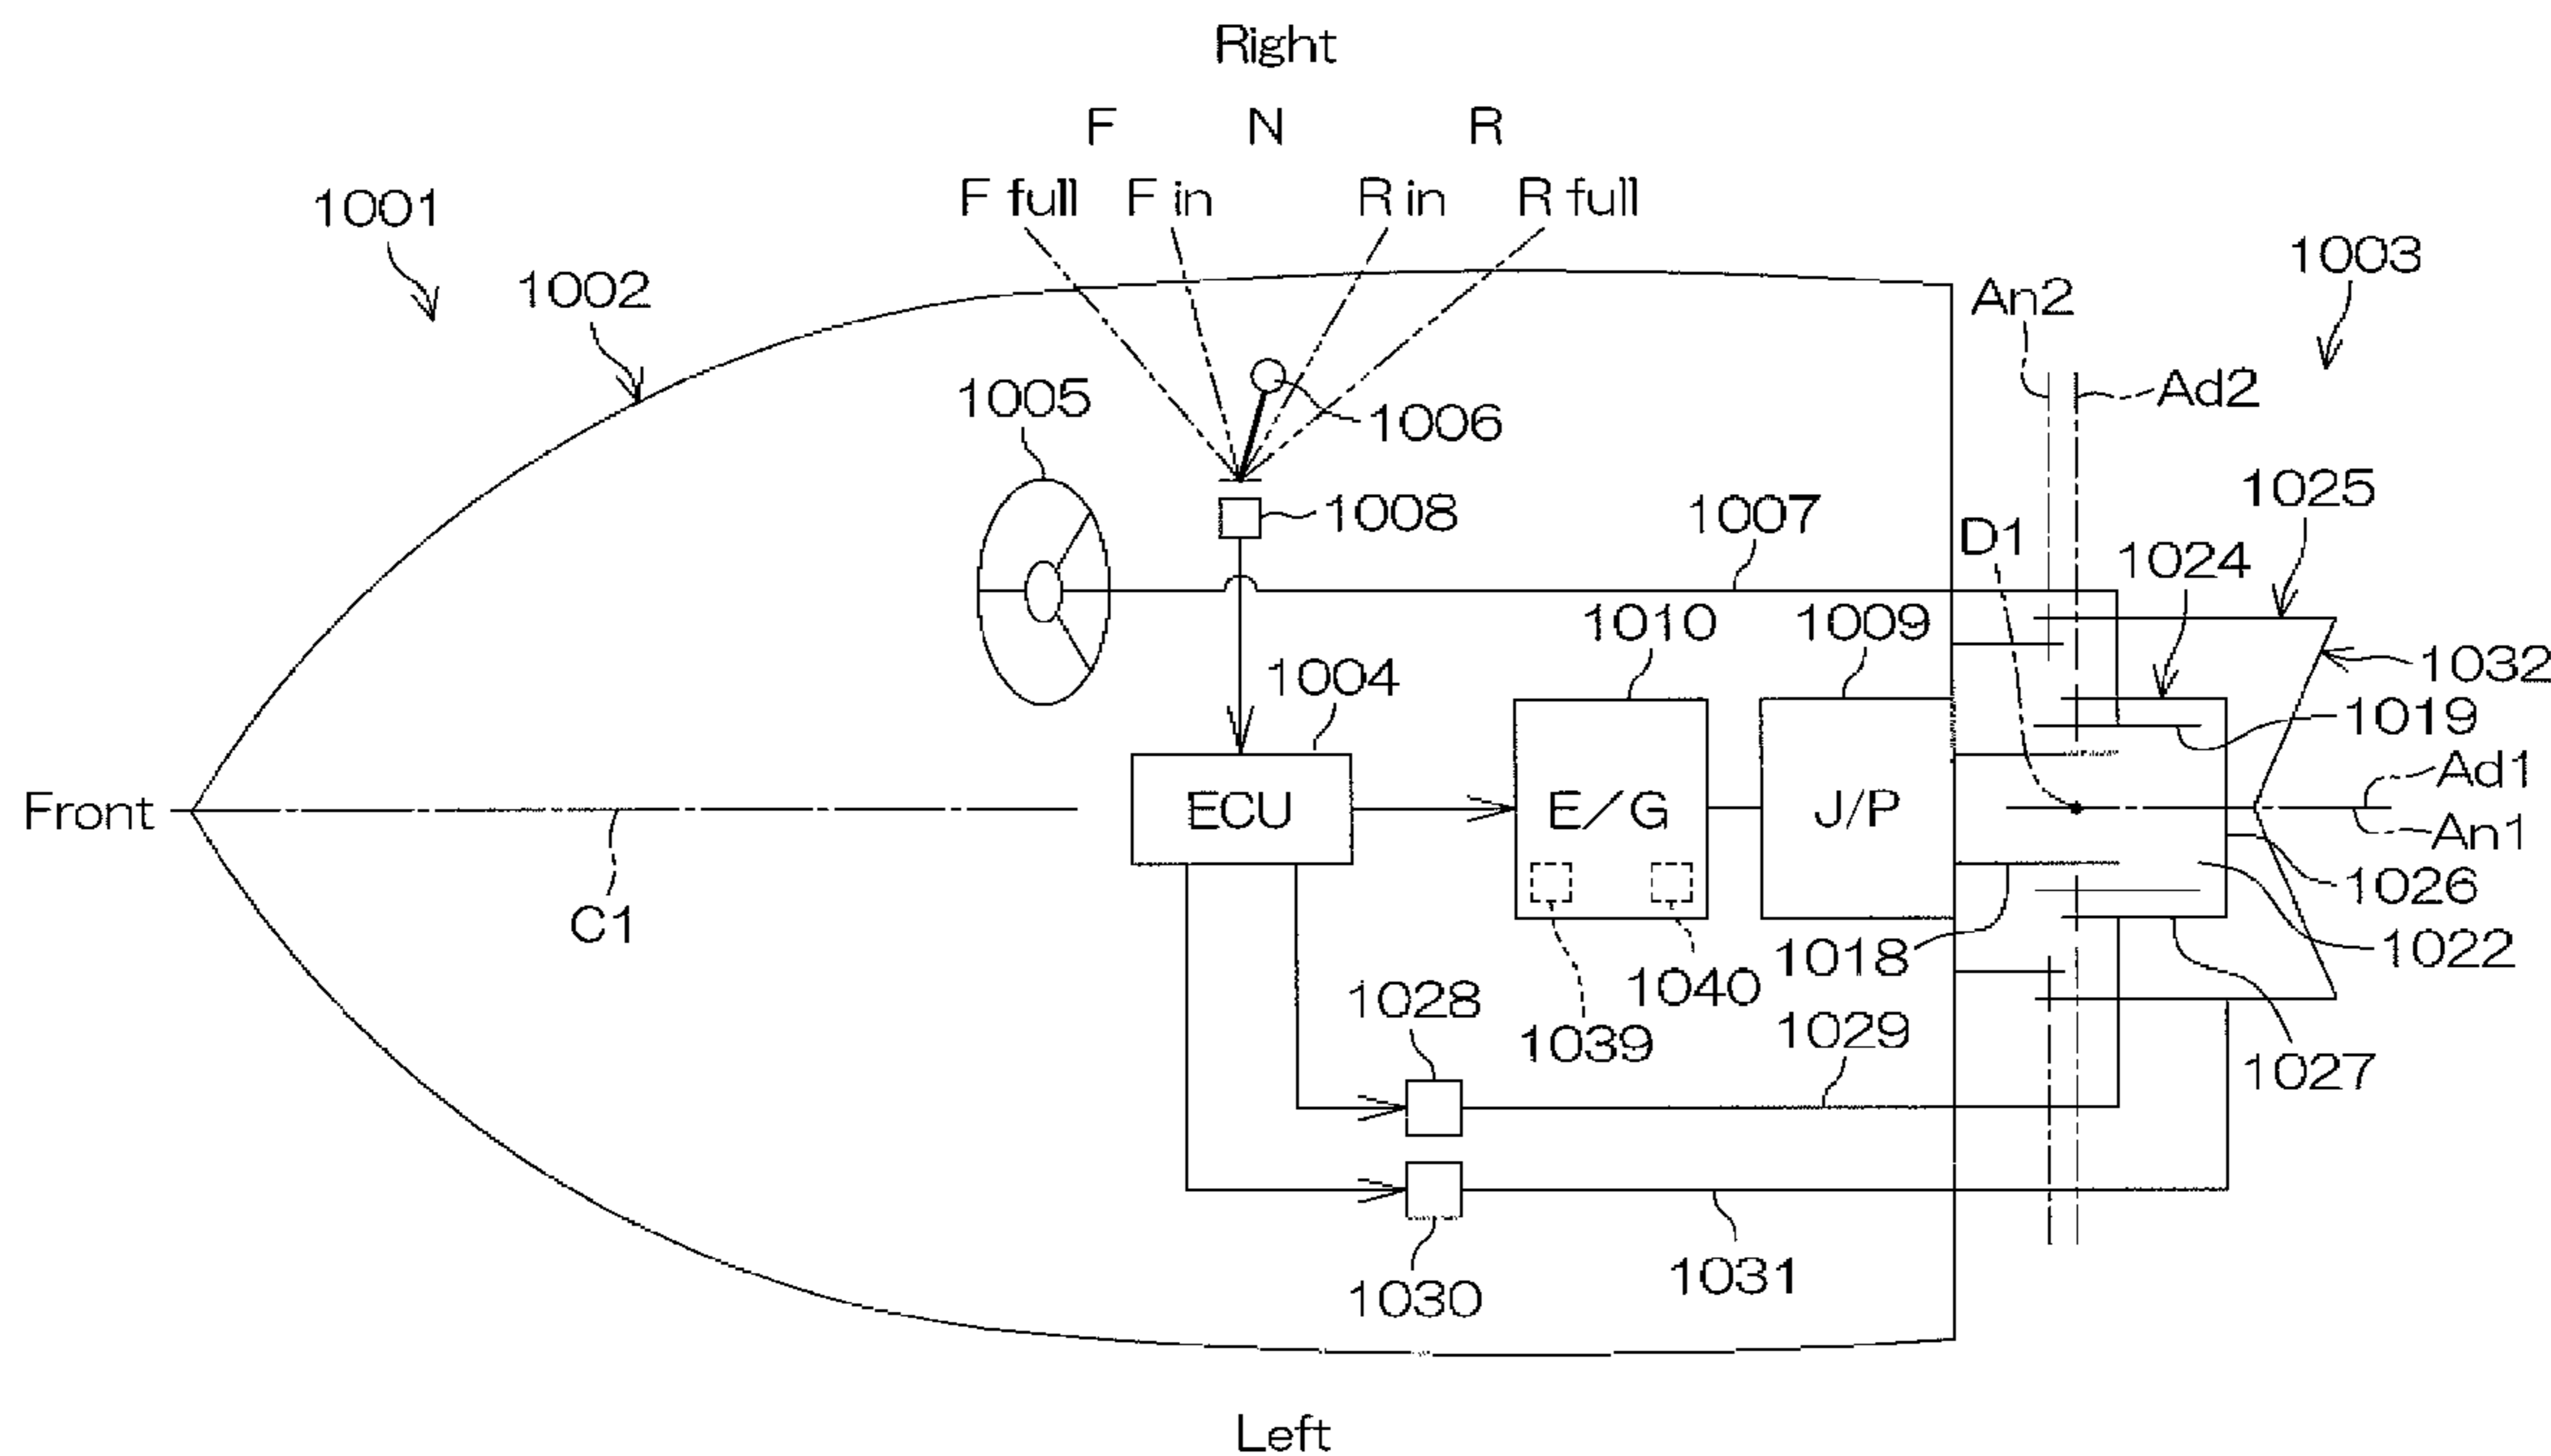 Right
F N R
F full F in R in R full
1001
1002
1003
An2
Ad2
1005
1006
1008
1007
D1
1025
1024
1010
1009
1032
1004
1019
Ad1
Front
ECU
E/G
J/P
An1
1026
C1
1018
1022
1040
1028
1039
1029
1027
1030
1031
Left